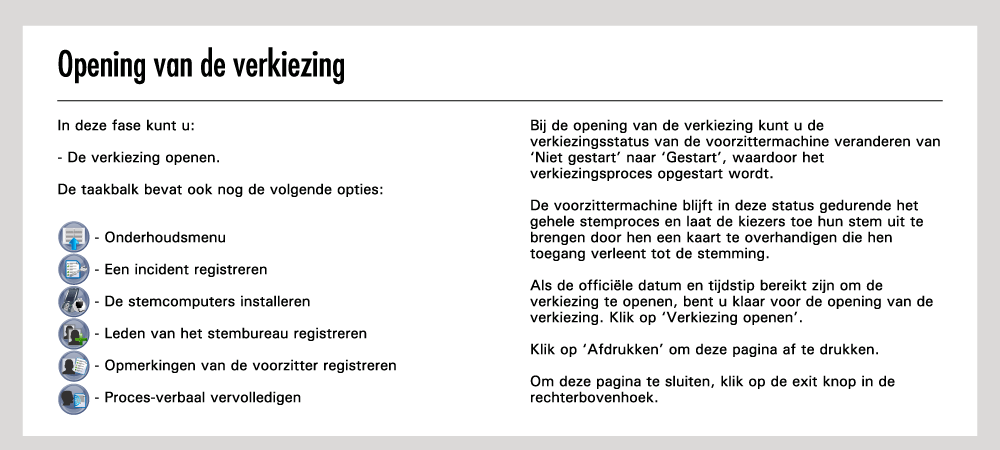 Opening van de verkiezing
In deze fase kunt u:
- De verkiezing openen.
De taakbalk bevat ook nog de volgende opties:
- Onderhoudsmenu
- Een incident registreren
- De stemcomputers installeren
- Leden van het stembureau registreren
- Opmerkingen van de voorzitter registreren
- Proces-verbaal vervolledigen
Bij de opening van de verkiezing kunt u de
verkiezingsstatus van de voorzittermachine veranderen van
‘Niet gestart’ naar ‘Gestart’, waardoor het
verkiezingsproces opgestart wordt.
De voorzittermachine blijft in deze status gedurende het
gehele stemproces en laat de kiezers toe hun stem uit te
brengen door hen een kaart te overhandigen die hen
toegang verleent tot de stemming.
Als de officiële datum en tijdstip bereikt zijn om de
verkiezing te openen, bent u klaar voor de opening van de
verkiezing. Klik op ‘Verkiezing openen’.
Klik op ‘Afdrukken’ om deze pagina af te drukken.
Om deze pagina te sluiten, klik op de exit knop in de
rechterbovenhoek.